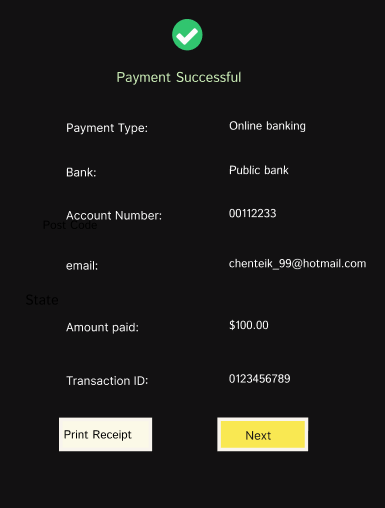 Payment Successful
Payment Type: Online banking
Bank: Public bank
Account Number: 00112233
Post Code
email: chenteik_99@hotmail.com
State
Amount paid: $100.00
Transaction ID: 0123456789
Print Receipt Next